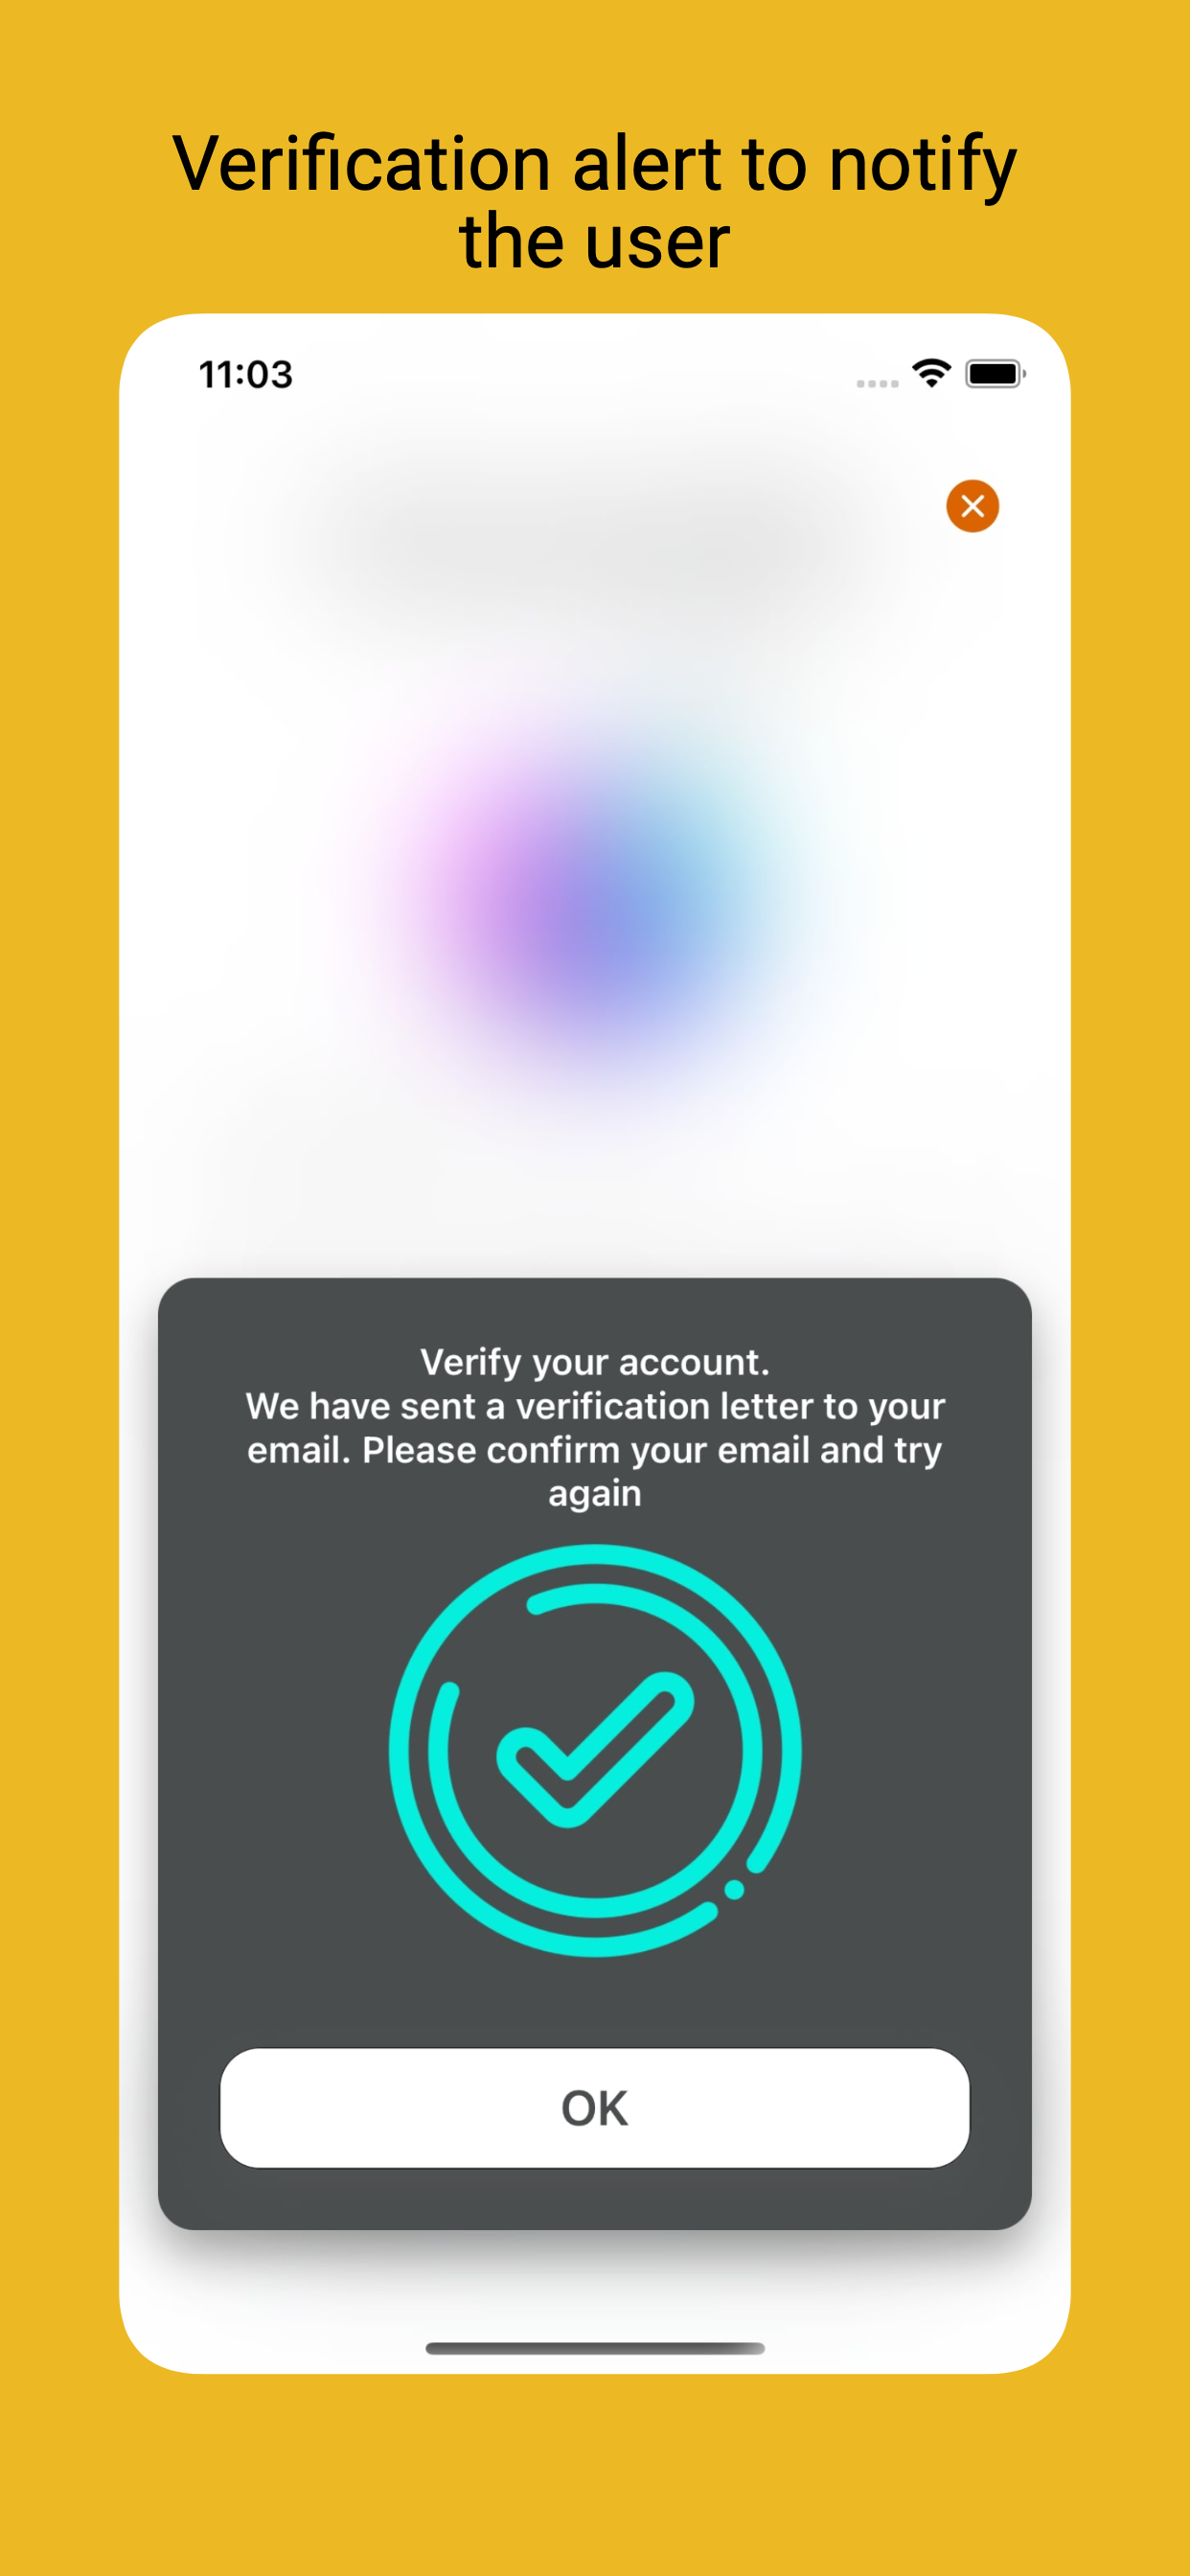 Verification alert to notify
the user
11:03
Verify your account.
We have sent a verification letter to your
email. Please confirm your email and try
again
OK